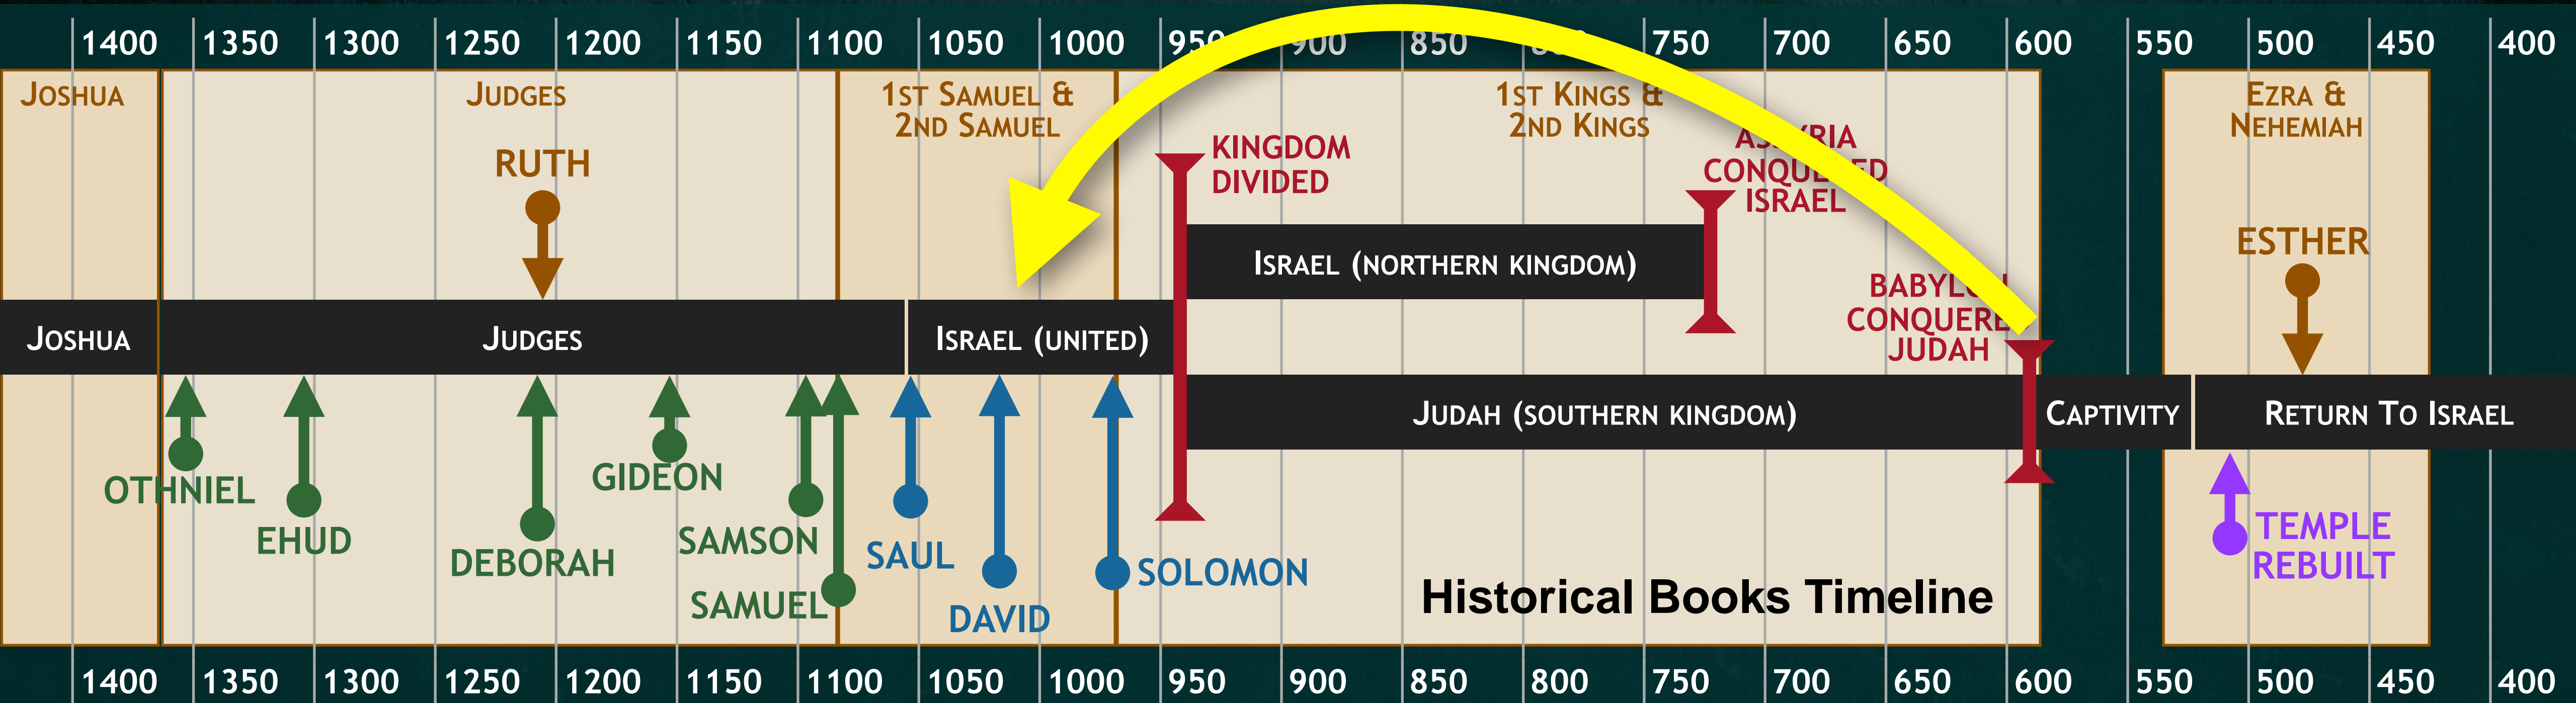 1400 1350 1300 1250 1200 1150 1100 1050 1000 950 900 850 750 700 650 600 550 500 450 400
JOSHUA
JUDGES
1ST SAMUEL &
2ND SAMUEL
1ST KINGS &
2ND KINGS
EZRA &
NEHEMIAH
RUTH
KINGDOM
DIVIDED
CONQUERED
ISRAEL
ESTHER
ISRAEL (NORTHERN KINGDOM)
JUDAH
JOSHUA
JUDGES
ISRAEL (UNITED)
JUDAH (SOUTHERN KINGDOM)
CAPTIVITY
RETURN TO ISRAEL
OTHNIEL
EHUD
DEBORAH
GIDEON
SAMSON
SAMUEL
SAUL
DAVID
SOLOMON
TEMPLE
REBUILT
Historical Books Timeline
1400 1350 1300 1250 1200 1150 1100 1050 1000 950 900 850 800 750 700 650 600 550 500 450 400